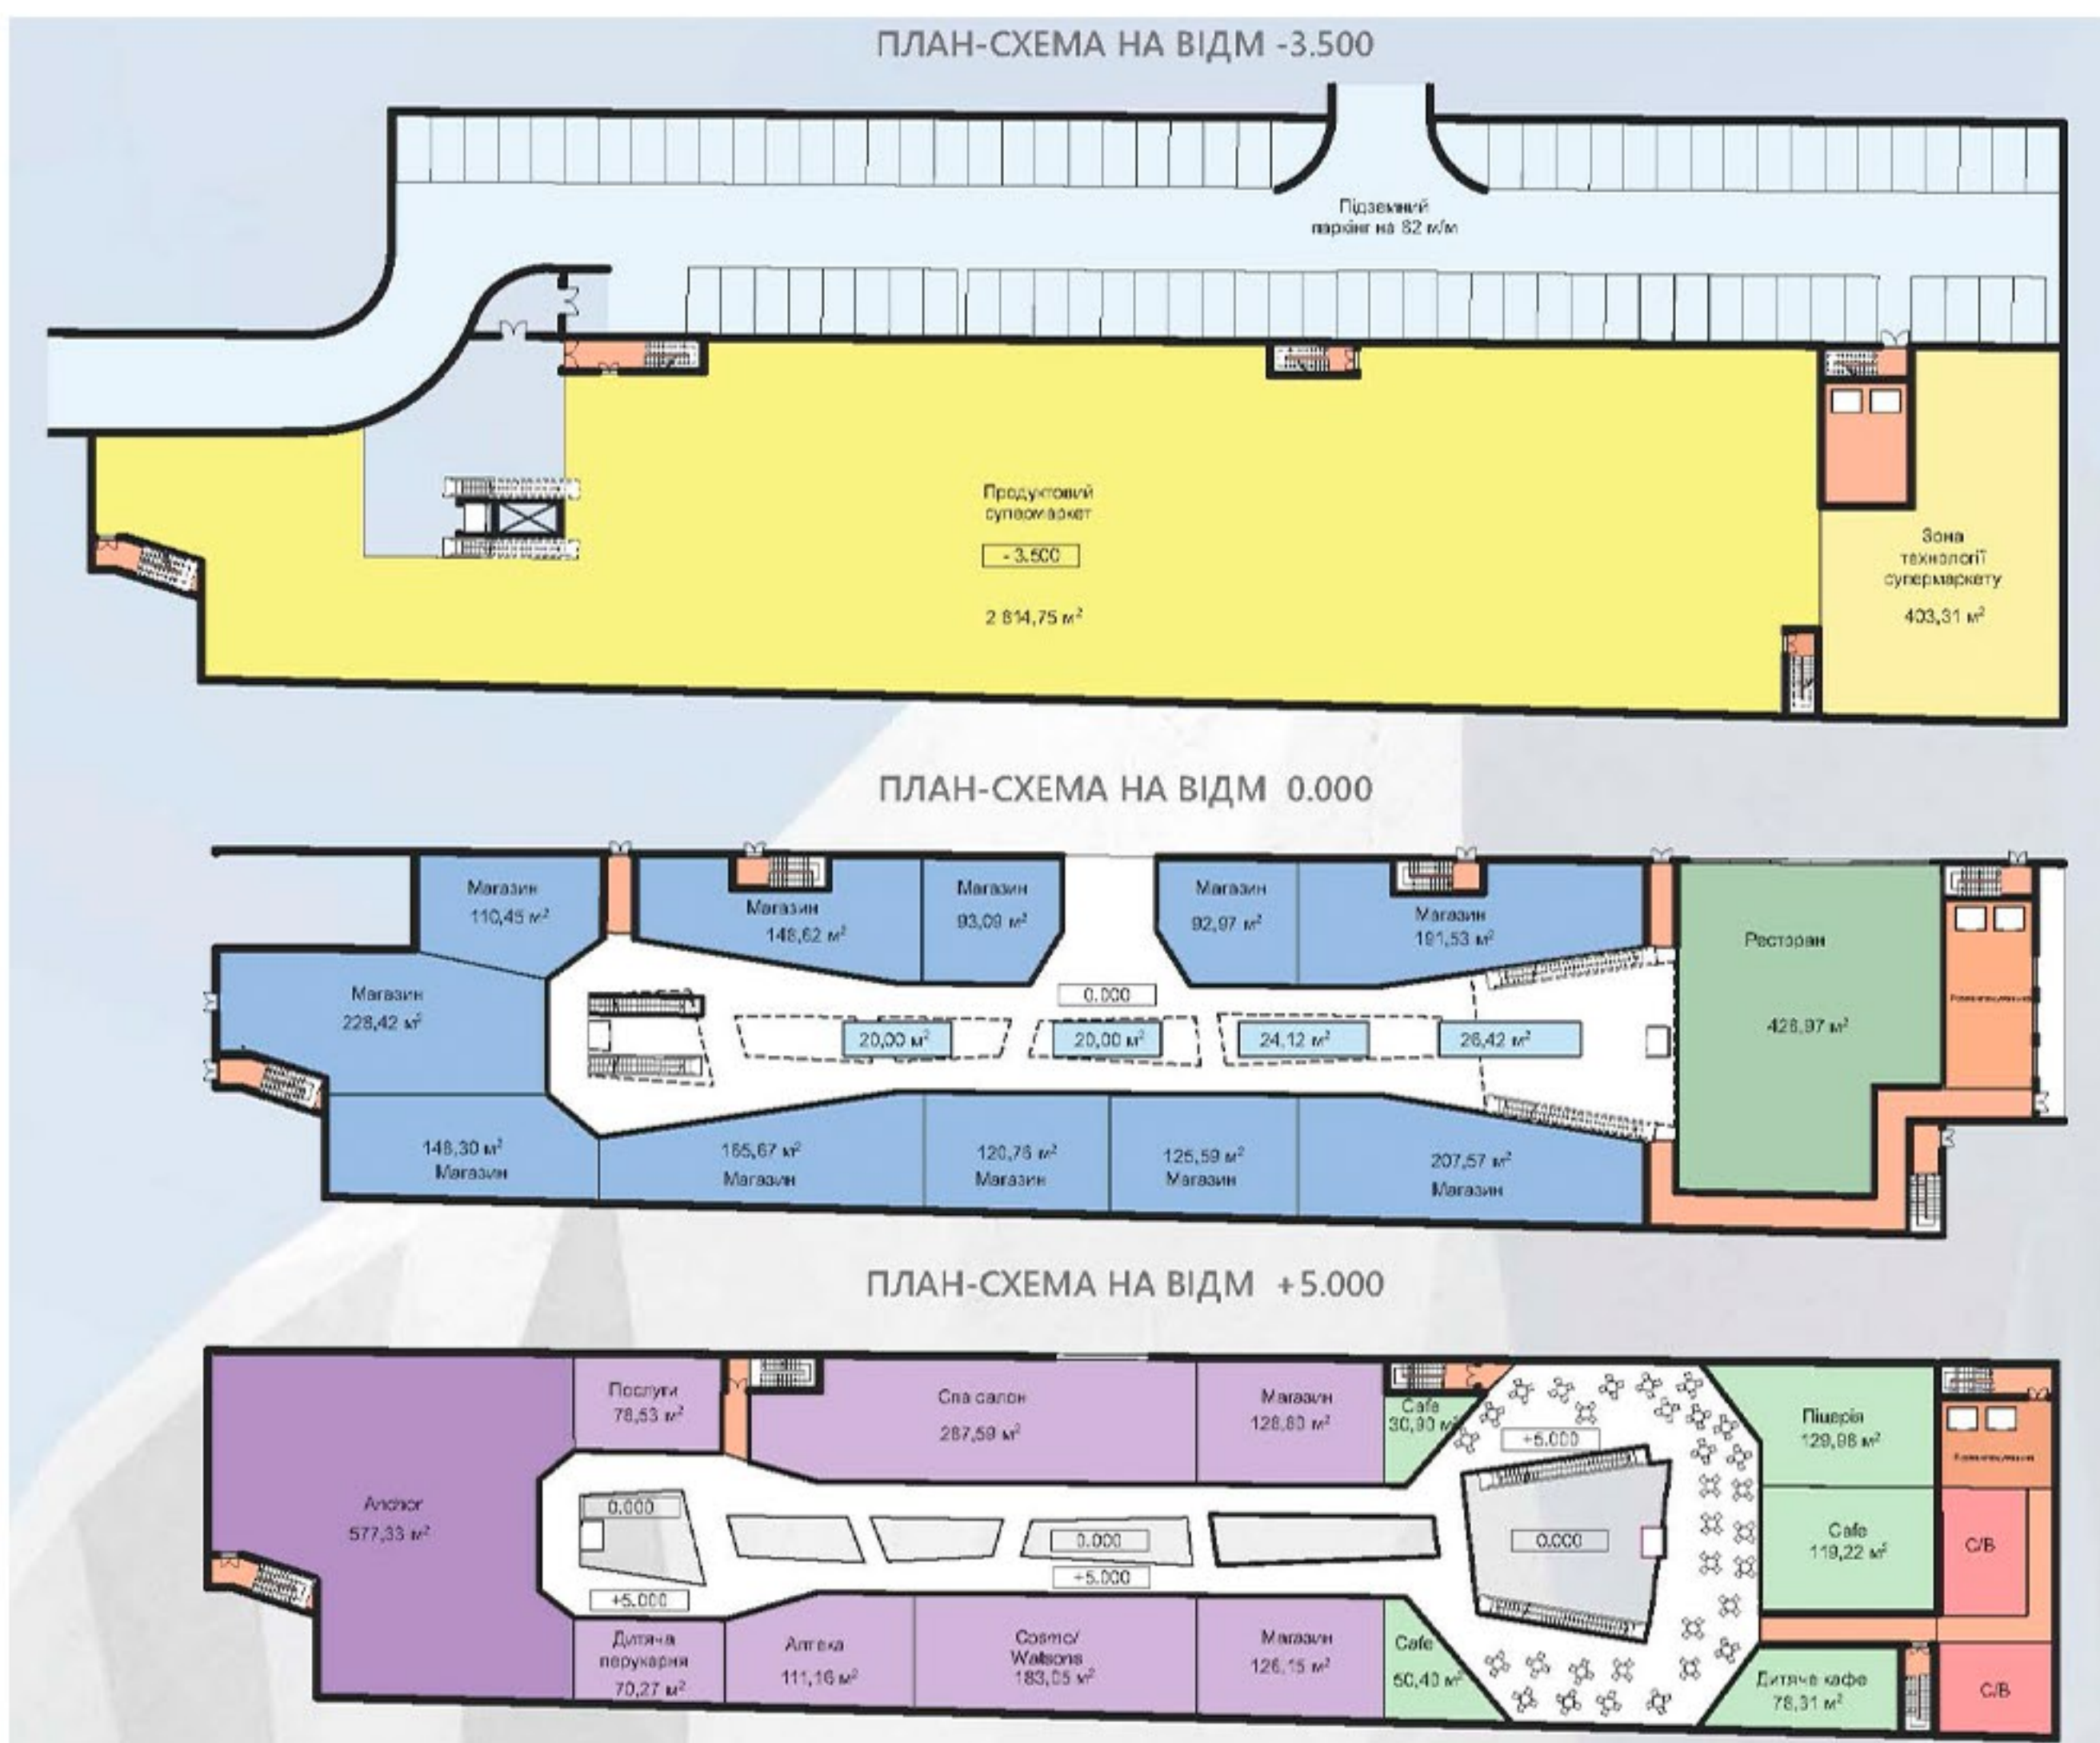 ПЛАН-СХЕМА НА ВІДМ -3.500
Підземний
паркінг на 82 м/м
Продуктовий
супермаркет
- 3.500
2 814,75 м²
Зона
технології
супермаркету
403,31 м²
ПЛАН-СХЕМА НА ВІДМ 0.000
Магазин
110,45 м²
Магазин
148,62 м²
Магазин
93,09 м²
Магазин
92,97 м²
Магазин
191,53 м²
Ресторан
426,97 м²
Магазин
228,42 м²
0.000
20,00 м²
20,00 м²
24,12 м²
26,42 м²
148,30 м²
Магазин
165,67 м²
Магазин
120,76 м²
Магазин
125,59 м²
Магазин
207,57 м²
Магазин
ПЛАН-СХЕМА НА ВІДМ +5.000
Anchor
577,33 м²
Послуги
78,53 м²
Спа салон
287,59 м²
Магазин
128,80 м²
Cafe
30,90 м²
+5.000
Піцерія
129,98 м²
0.000
0.000
+5.000
+5.000
0.000
Cafe
119,22 м²
С/В
Дитяча
перукарня
70,27 м²
Аптека
111,16 м²
Cosmo/
Watsons
183,05 м²
Магазин
126,15 м²
Cafe
50,40 м²
Дитяче кафе
78,31 м²
С/В